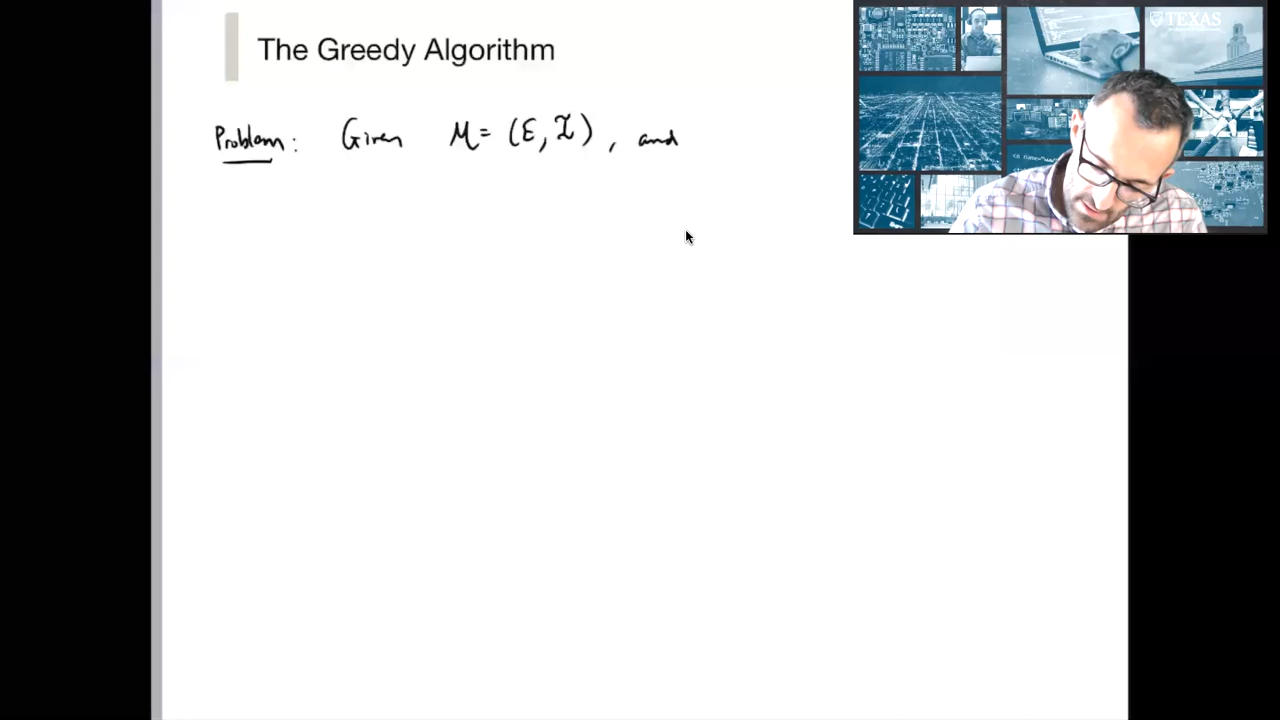 The Greedy Algorithm
TEXAS
Problem: Given M = (E, I), and